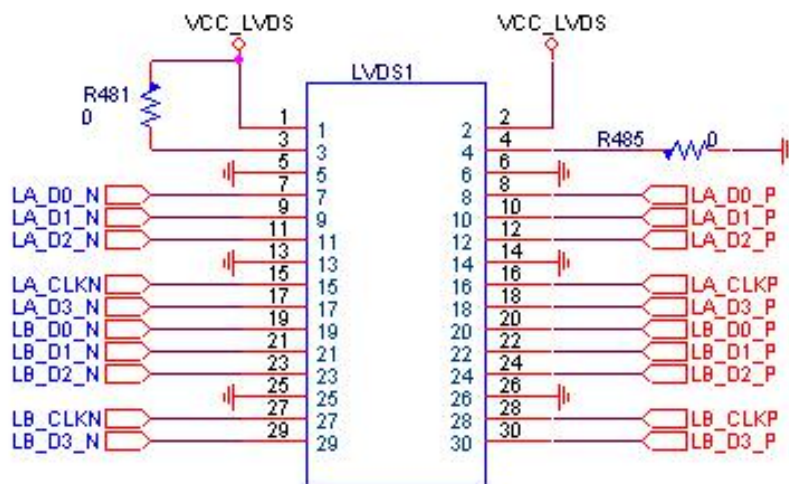 VCC_LVDS VCC_LVDS
LVDS1
R481
0
1 1 2 2
3 3 4 4 R485 0
5 5 6 6
LA_D0_N 7 7 8 8 LA_D0_P
LA_D1_N 9 9 10 10 LA_D1_P
LA_D2_N 11 11 12 12 LA_D2_P
13 13 14 14
LA_CLKN 15 15 16 16 LA_CLKP
LA_D3_N 17 17 18 18 LA_D3_P
LB_D0_N 19 19 20 20 LB_D0_P
LB_D1_N 21 21 22 22 LB_D1_P
LB_D2_N 23 23 24 24 LB_D2_P
25 25 26 26
LB_CLKN 27 27 28 28 LB_CLKP
LB_D3_N 29 29 30 30 LB_D3_P